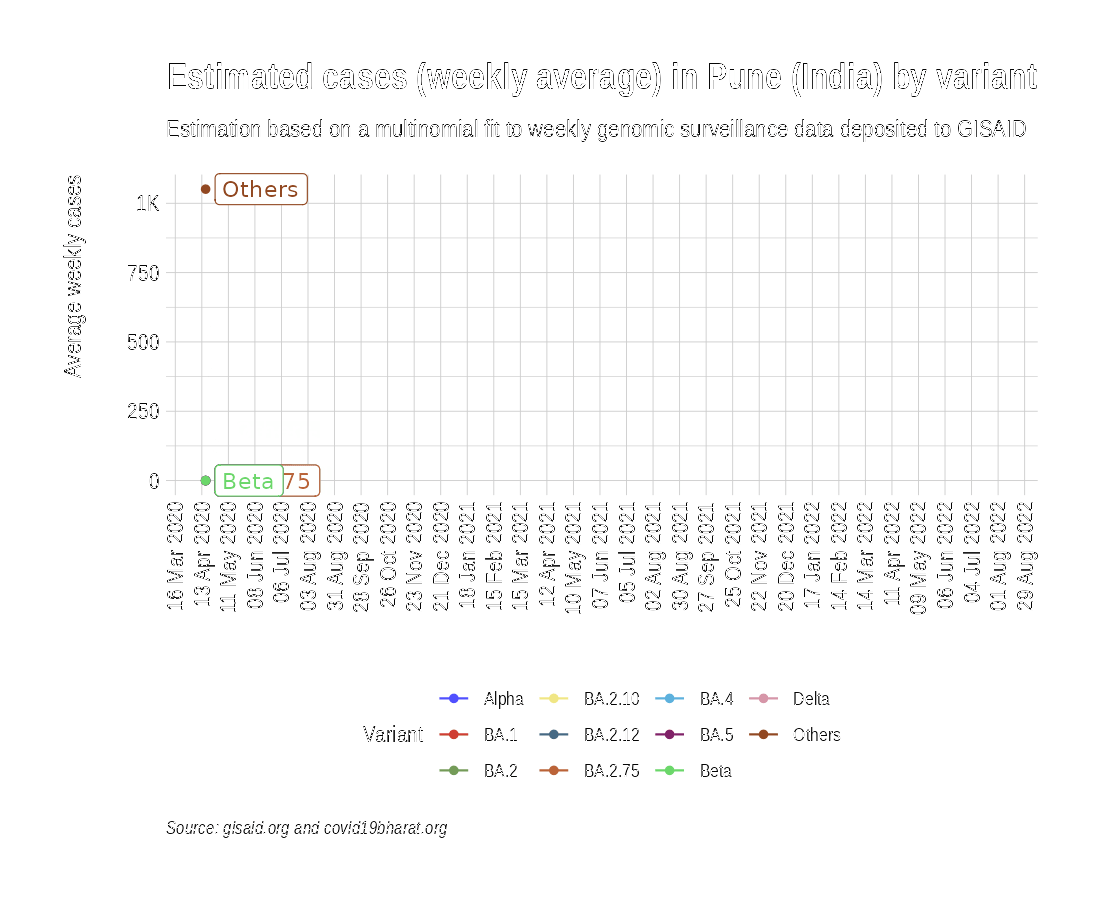 Estimated cases (weekly average) in Pune (India) by variant
Estimation based on a multinomial fit to weekly genomic surveillance data deposited to GISAID
Average weekly cases
1K
750
500
250
0
Others
Beta
75
16 Mar 2020
13 Apr 2020
11 May 2020
08 Jun 2020
06 Jul 2020
03 Aug 2020
31 Aug 2020
28 Sep 2020
26 Oct 2020
23 Nov 2020
21 Dec 2020
18 Jan 2021
15 Feb 2021
15 Mar 2021
12 Apr 2021
10 May 2021
07 Jun 2021
05 Jul 2021
02 Aug 2021
30 Aug 2021
27 Sep 2021
25 Oct 2021
22 Nov 2021
20 Dec 2021
17 Jan 2022
14 Feb 2022
14 Mar 2022
11 Apr 2022
09 May 2022
06 Jun 2022
04 Jul 2022
01 Aug 2022
29 Aug 2022
Variant
Alpha
BA.1
BA.2
BA.2.10
BA.2.12
BA.2.75
BA.4
BA.5
Beta
Delta
Others
Source: gisaid.org and covid19bharat.org